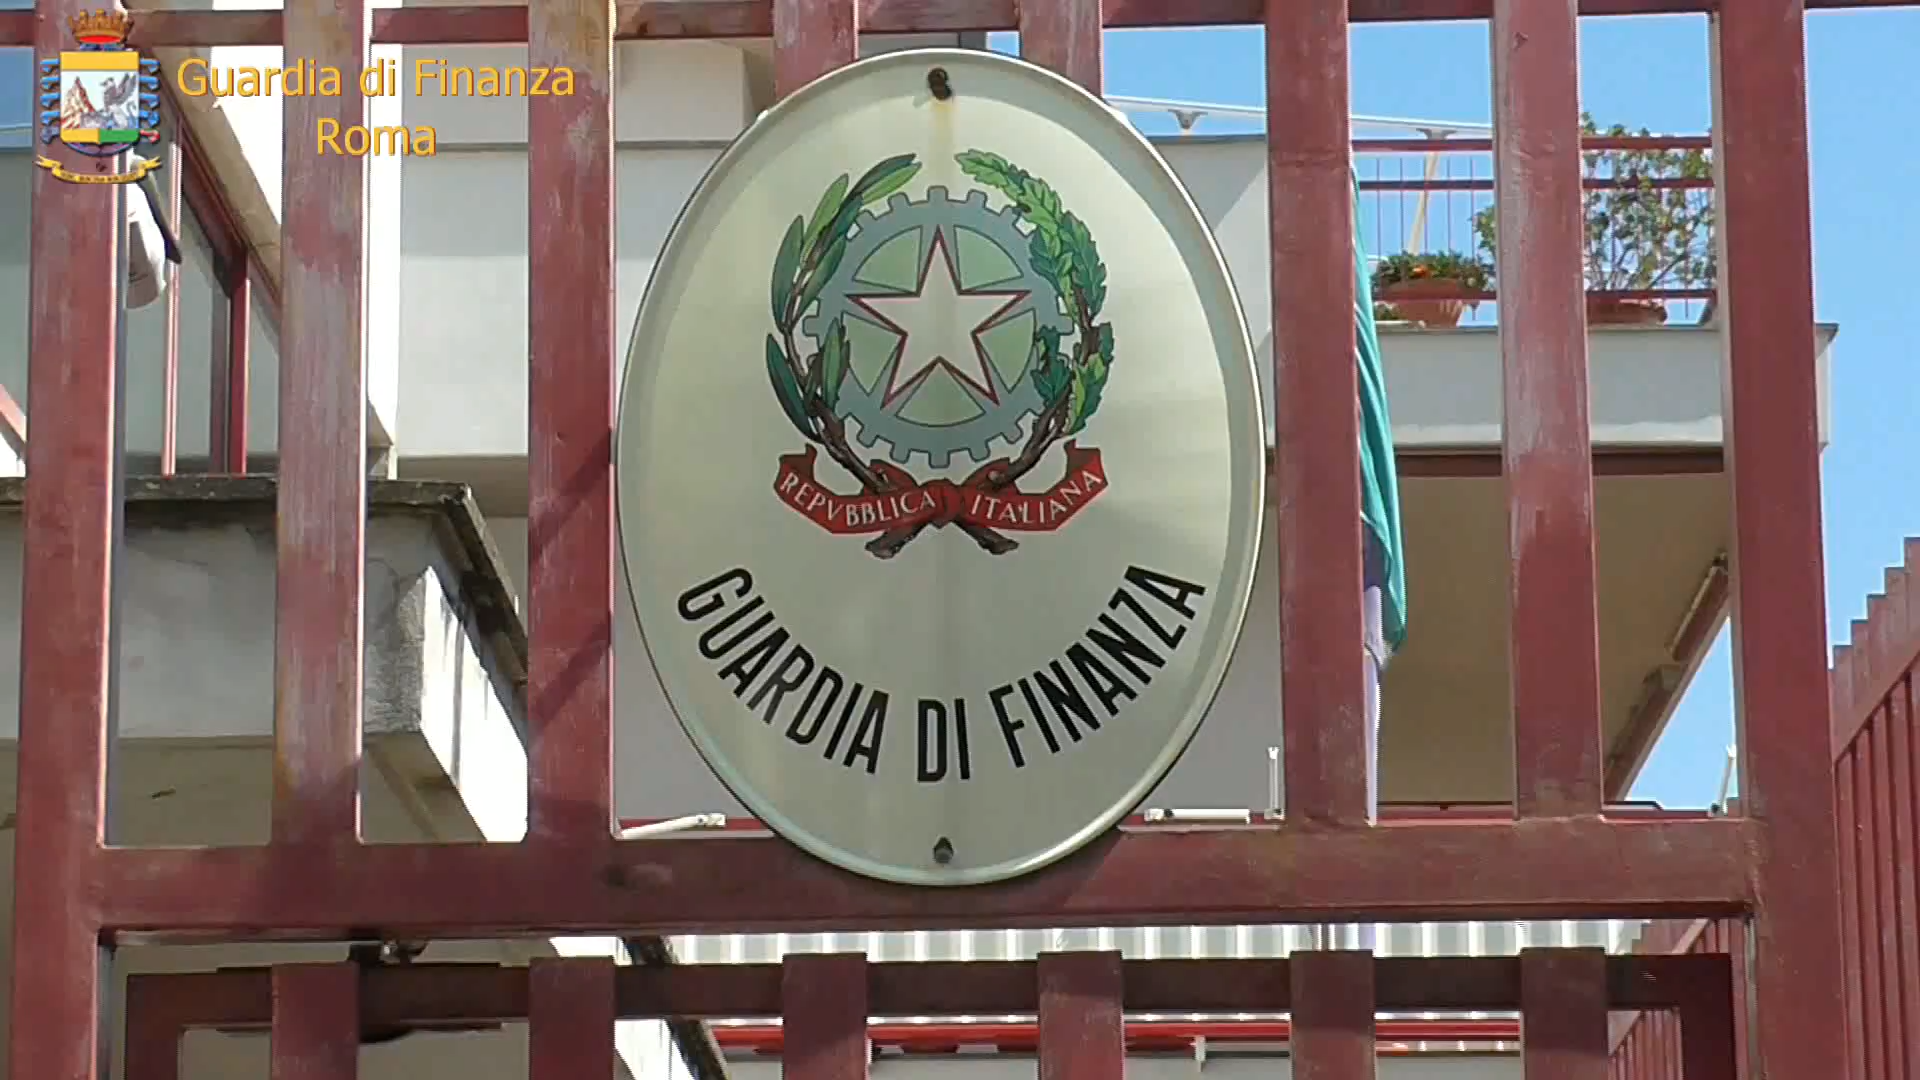 Guardia di Finanza
Roma
REPVBBLICA ITALIANA
GUARDIA DI FINANZA